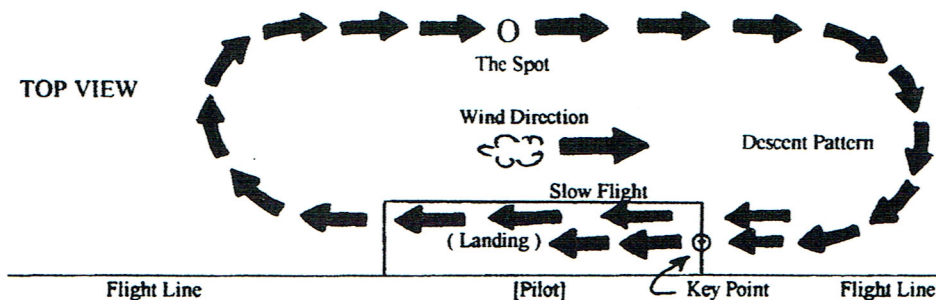 The Spot
TOP VIEW
Wind Direction
Descent Pattern
Slow Flight
( Landing )
Flight Line
[Pilot]
Key Point
Flight Line